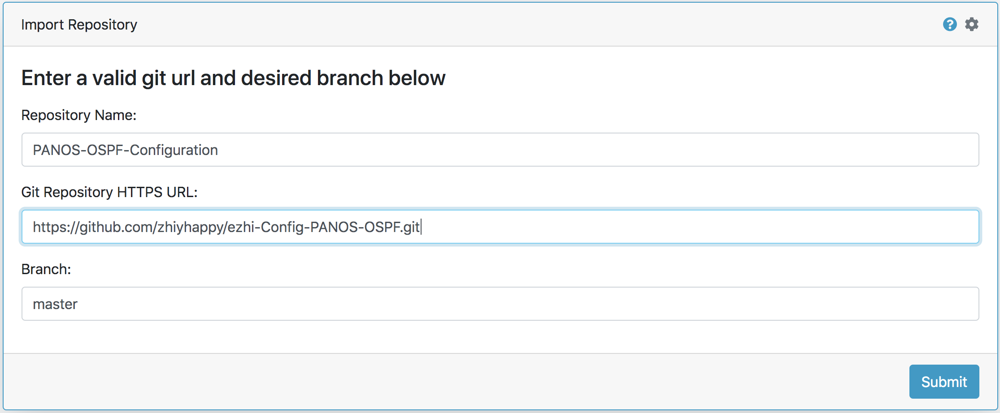 Import Repository
Enter a valid git url and desired branch below
Repository Name:
PANOS-OSPF-Configuration
Git Repository HTTPS URL:
https://github.com/zhiyhappy/ezhi-Config-PANOS-OSPF.git
Branch:
master
Submit